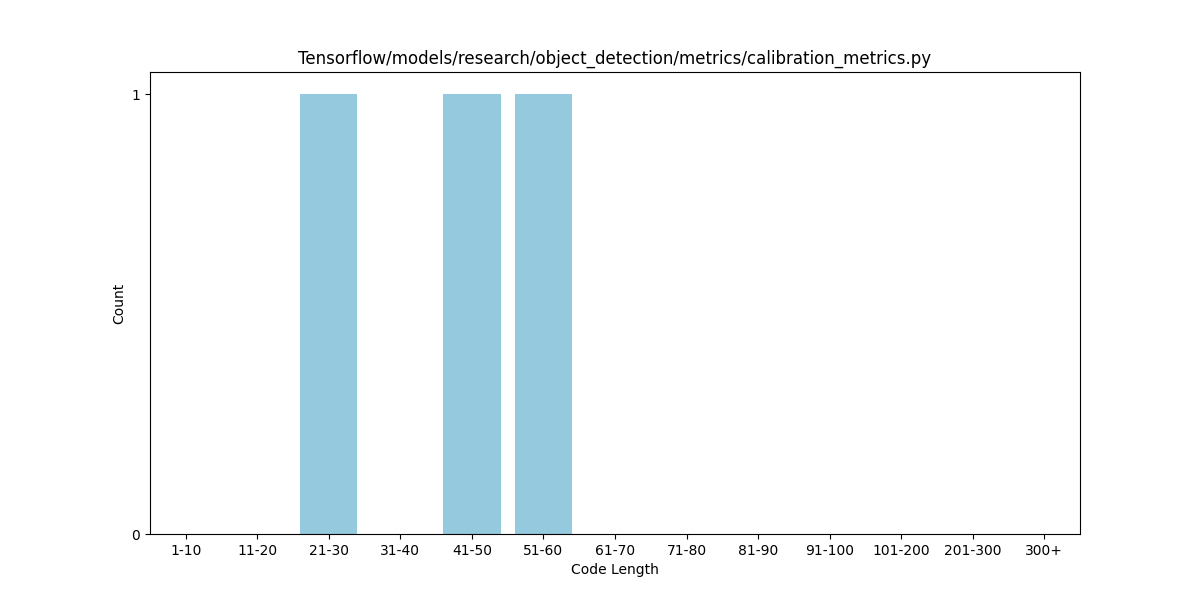 Tensorflow/models/research/object_detection/metrics/calibration_metrics.py
1
Count
0
1-10 11-20 21-30 31-40 41-50 51-60 61-70 71-80 81-90 91-100 101-200 201-300 300+
Code Length